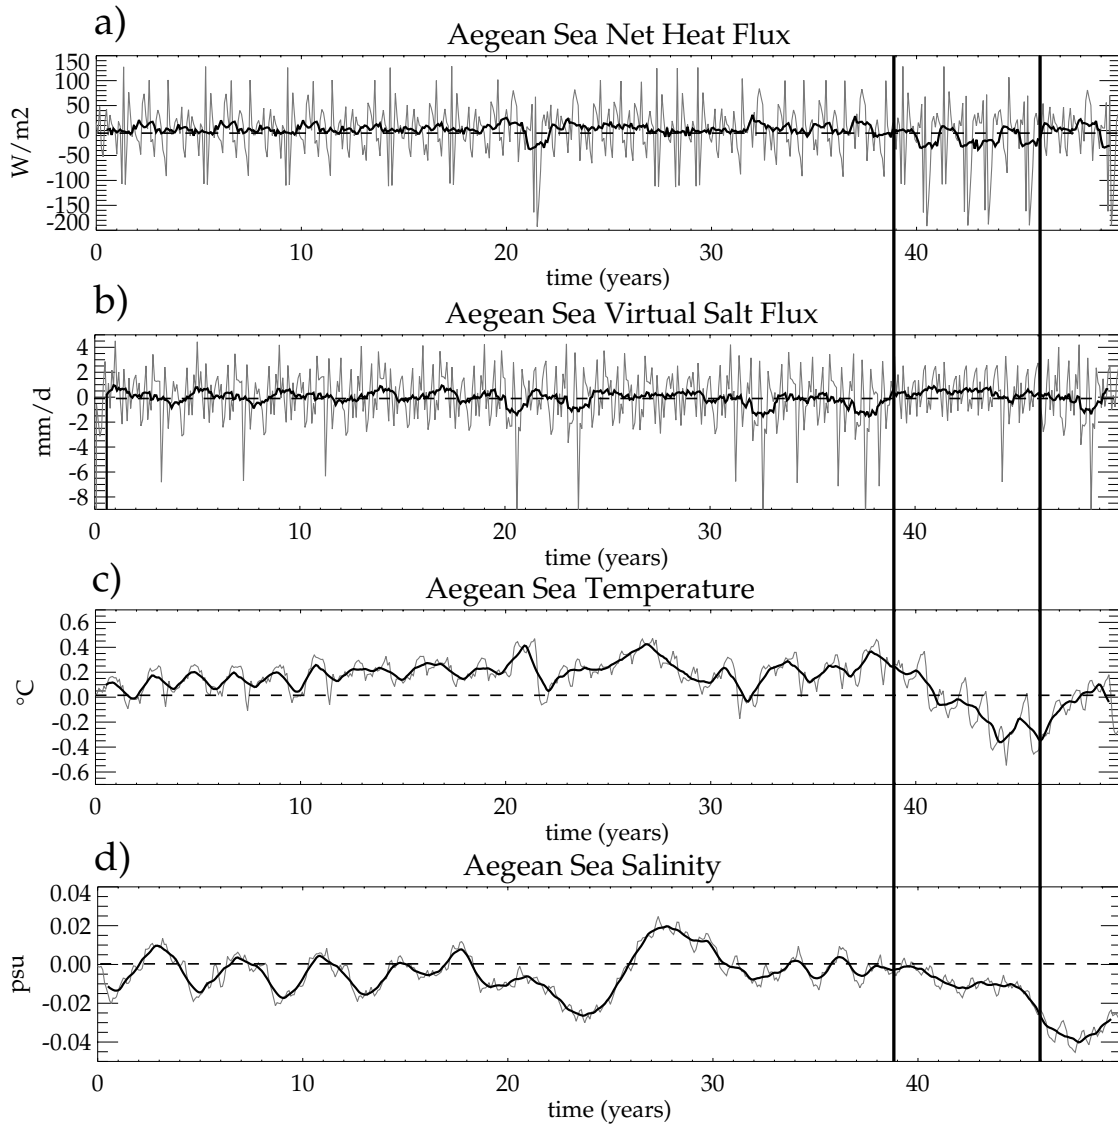 a)
Aegean Sea Net Heat Flux
150
100
50
0
-50
-100
-150
-200
W/m2
0 10 20 30 40
time (years)
b)
Aegean Sea Virtual Salt Flux
4
2
0
-2
-4
-6
-8
mm/d
0 10 20 30 40
time (years)
c)
Aegean Sea Temperature
0.6
0.4
0.2
0.0
-0.2
-0.4
-0.6
°C
0 10 20 30 40
time (years)
d)
Aegean Sea Salinity
0.04
0.02
0.00
-0.02
-0.04
psu
0 10 20 30 40
time (years)